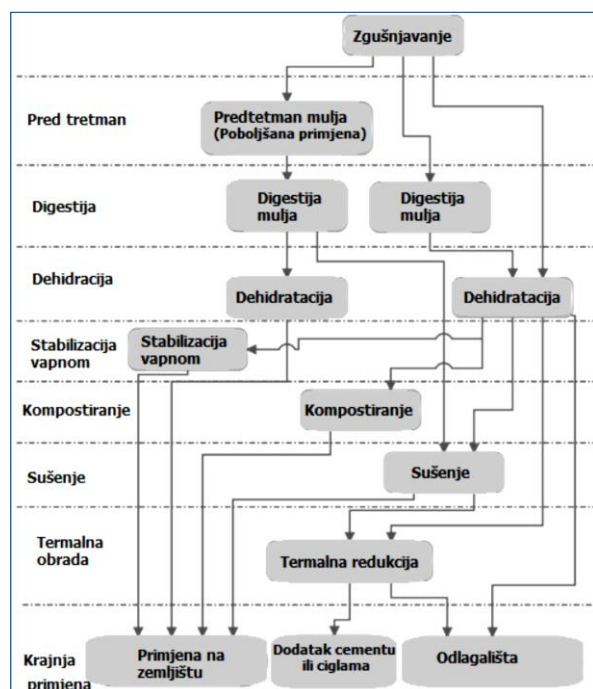 Zgušnjavanje
Pred tretman
Predtetman mulja
(Poboljšana primjena)
Digestija
Digestija
mulja
Digestija
mulja
Dehidracija
Dehidratacija
Dehidratacija
Stabilizacija
vapnom
Stabilizacija
vapnom
Kompostiranje
Kompostiranje
Sušenje
Sušenje
Termalna
obrada
Termalna redukcija
Krajnja
primjena
Primjena na
zemljištu
Dodatak cementu
ili ciglama
Odlagališta